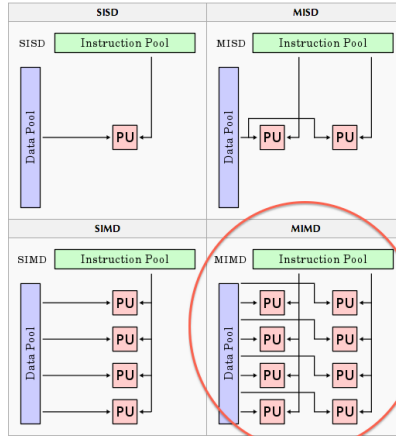 SISD
MISD
SISD Instruction Pool
MISD Instruction Pool
Data Pool
PU
Data Pool
PU PU
SIMD
MIMD
SIMD Instruction Pool
MIMD Instruction Pool
Data Pool
PU
PU
PU
PU
Data Pool
PU PU
PU PU
PU PU
PU PU